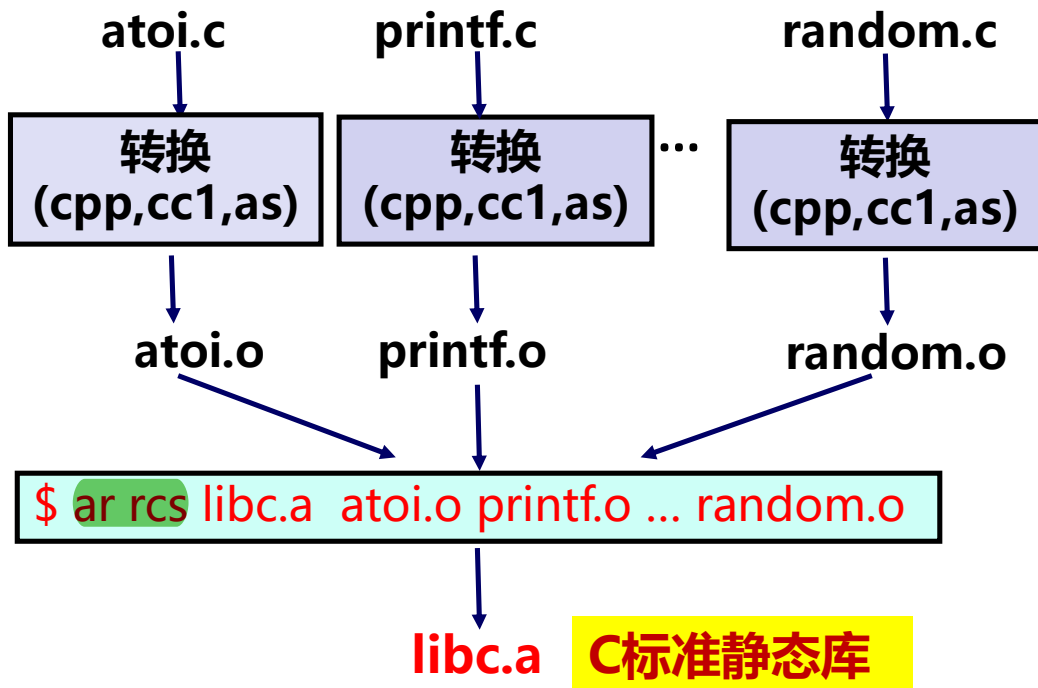 atoi.c printf.c random.c
转换 转换 ... 转换
(cpp,cc1,as) (cpp,cc1,as) (cpp,cc1,as)
atoi.o printf.o random.o
$ ar rcs libc.a atoi.o printf.o ... random.o
libc.a C标准静态库